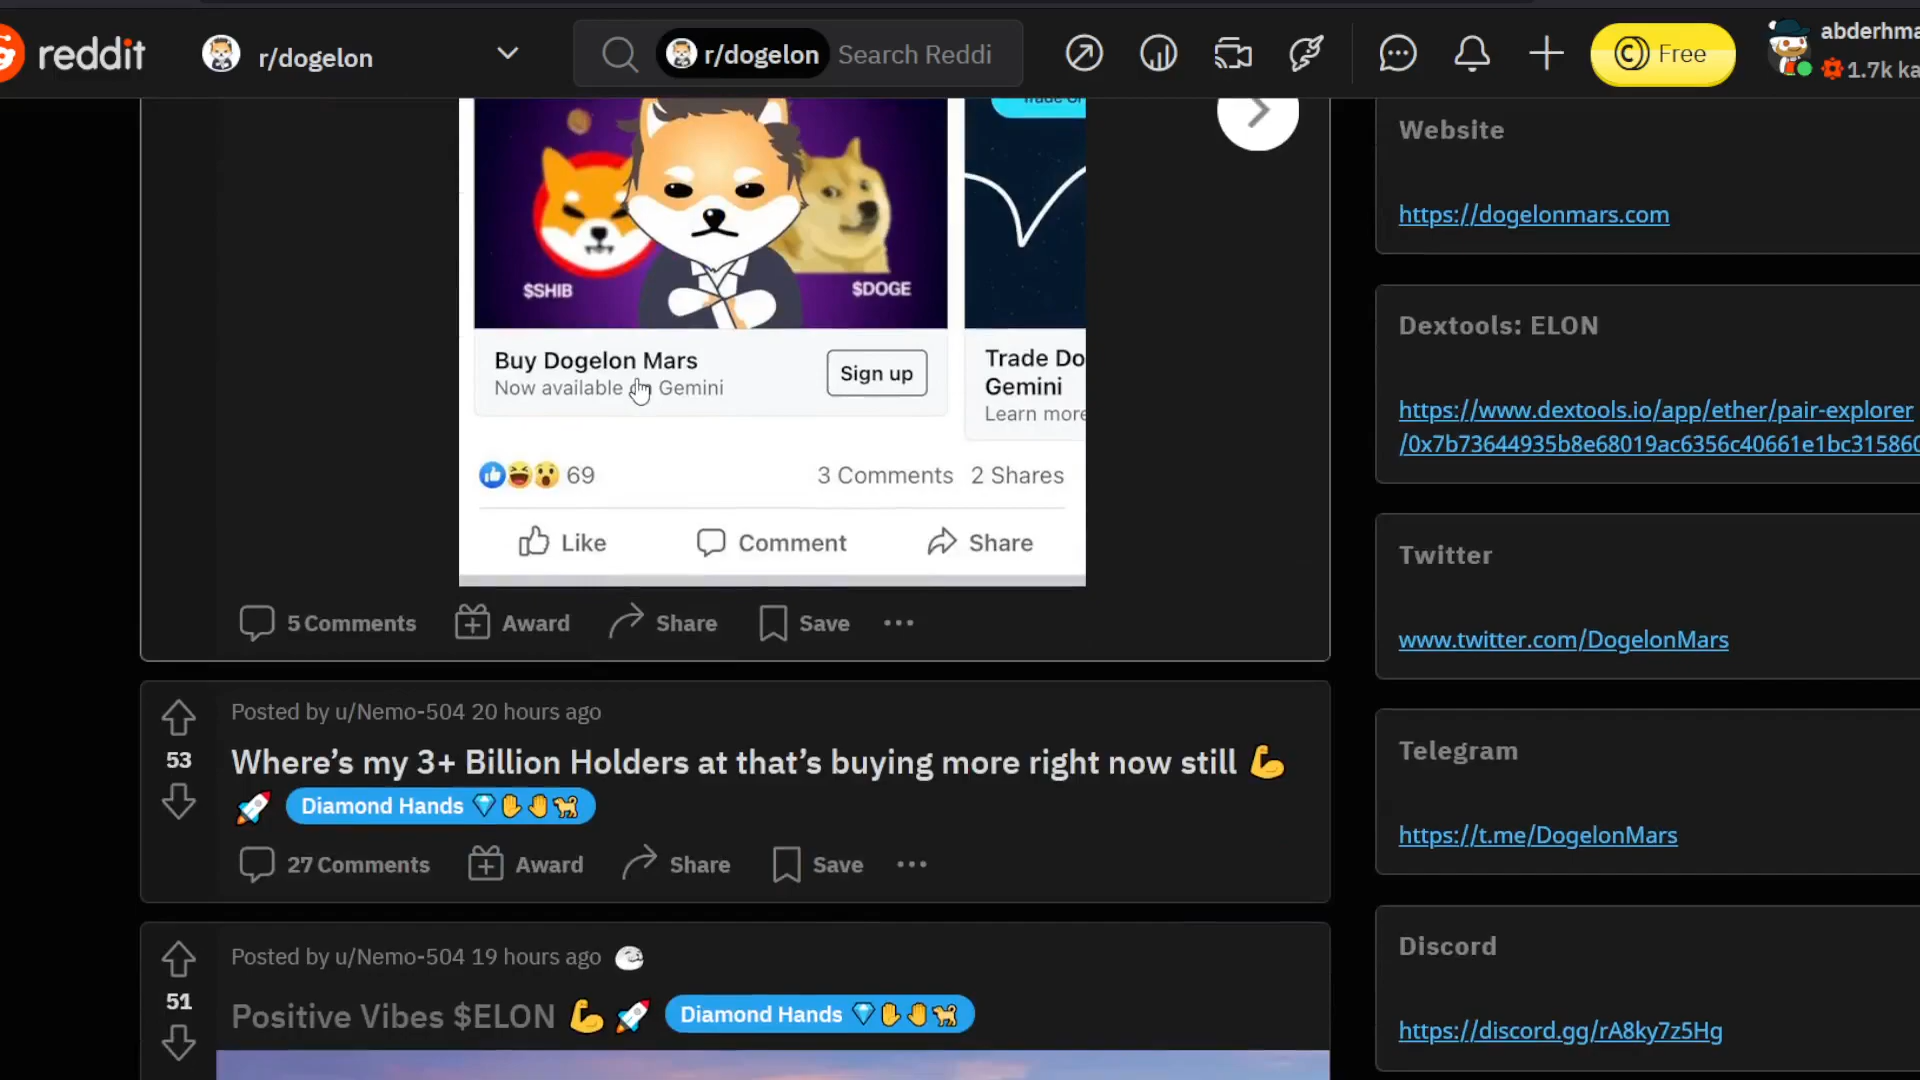 reddit
r/dogelon
r/dogelon
Search Reddi
Free
abderhma
1.7k ka
$SHIB
$DOGE
Buy Dogelon Mars
Now available Gemini
Sign up
Trade Do
Gemini
Learn more
69
3 Comments 2 Shares
Like
Comment
Share
5 Comments
Award
Share
Save
Posted by u/Nemo-504 20 hours ago
53
Where’s my 3+ Billion Holders at that’s buying more right now still 💪
🚀 Diamond Hands 💎✋🤚🐕
27 Comments
Award
Share
Save
Posted by u/Nemo-504 19 hours ago
51
Positive Vibes $ELON 💪🚀 Diamond Hands 💎✋🤚🐕
Website
https://dogelonmars.com
Dextools: ELON
https://www.dextools.io/app/ether/pair-explorer
/0x7b73644935b8e68019ac6356c40661e1bc315860
Twitter
www.twitter.com/DogelonMars
Telegram
https://t.me/DogelonMars
Discord
https://discord.gg/rA8ky7z5Hg